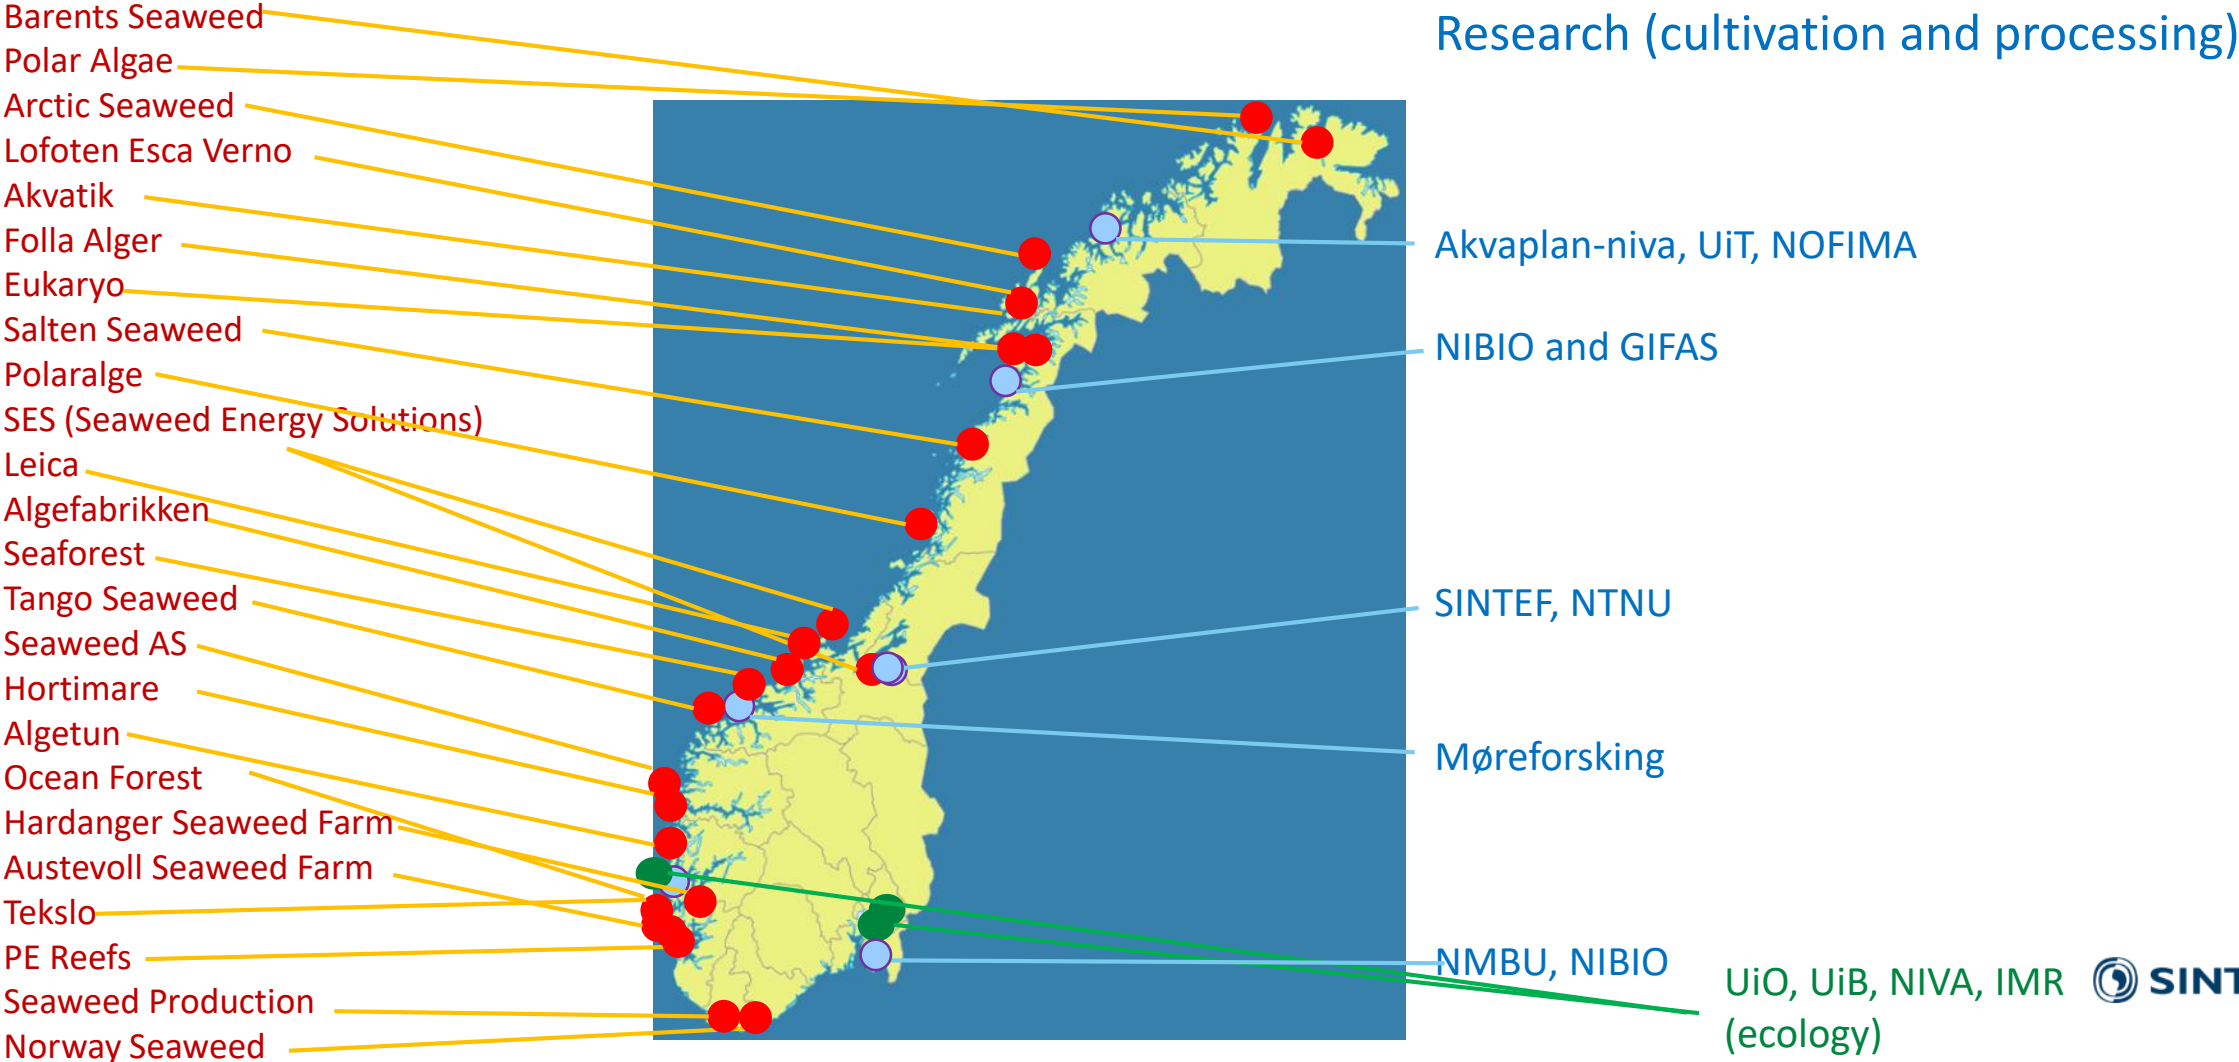 Barents Seaweed
Polar Algae
Arctic Seaweed
Lofoten Esca Verno
Akvatik
Folla Alger
Eukaryo
Salten Seaweed
Polaralge
SES (Seaweed Energy Solutions)
Leica
Algefabrikken
Seaforest
Tango Seaweed
Seaweed AS
Hortimare
Algetun
Ocean Forest
Hardanger Seaweed Farm
Austevoll Seaweed Farm
Tekslo
PE Reefs
Seaweed Production
Norway Seaweed
Research (cultivation and processing)
Akvaplan-niva, UiT, NOFIMA
NIBIO and GIFAS
SINTEF, NTNU
Møreforsking
NMBU, NIBIO
UiO, UiB, NIVA, IMR
(ecology)
SINT